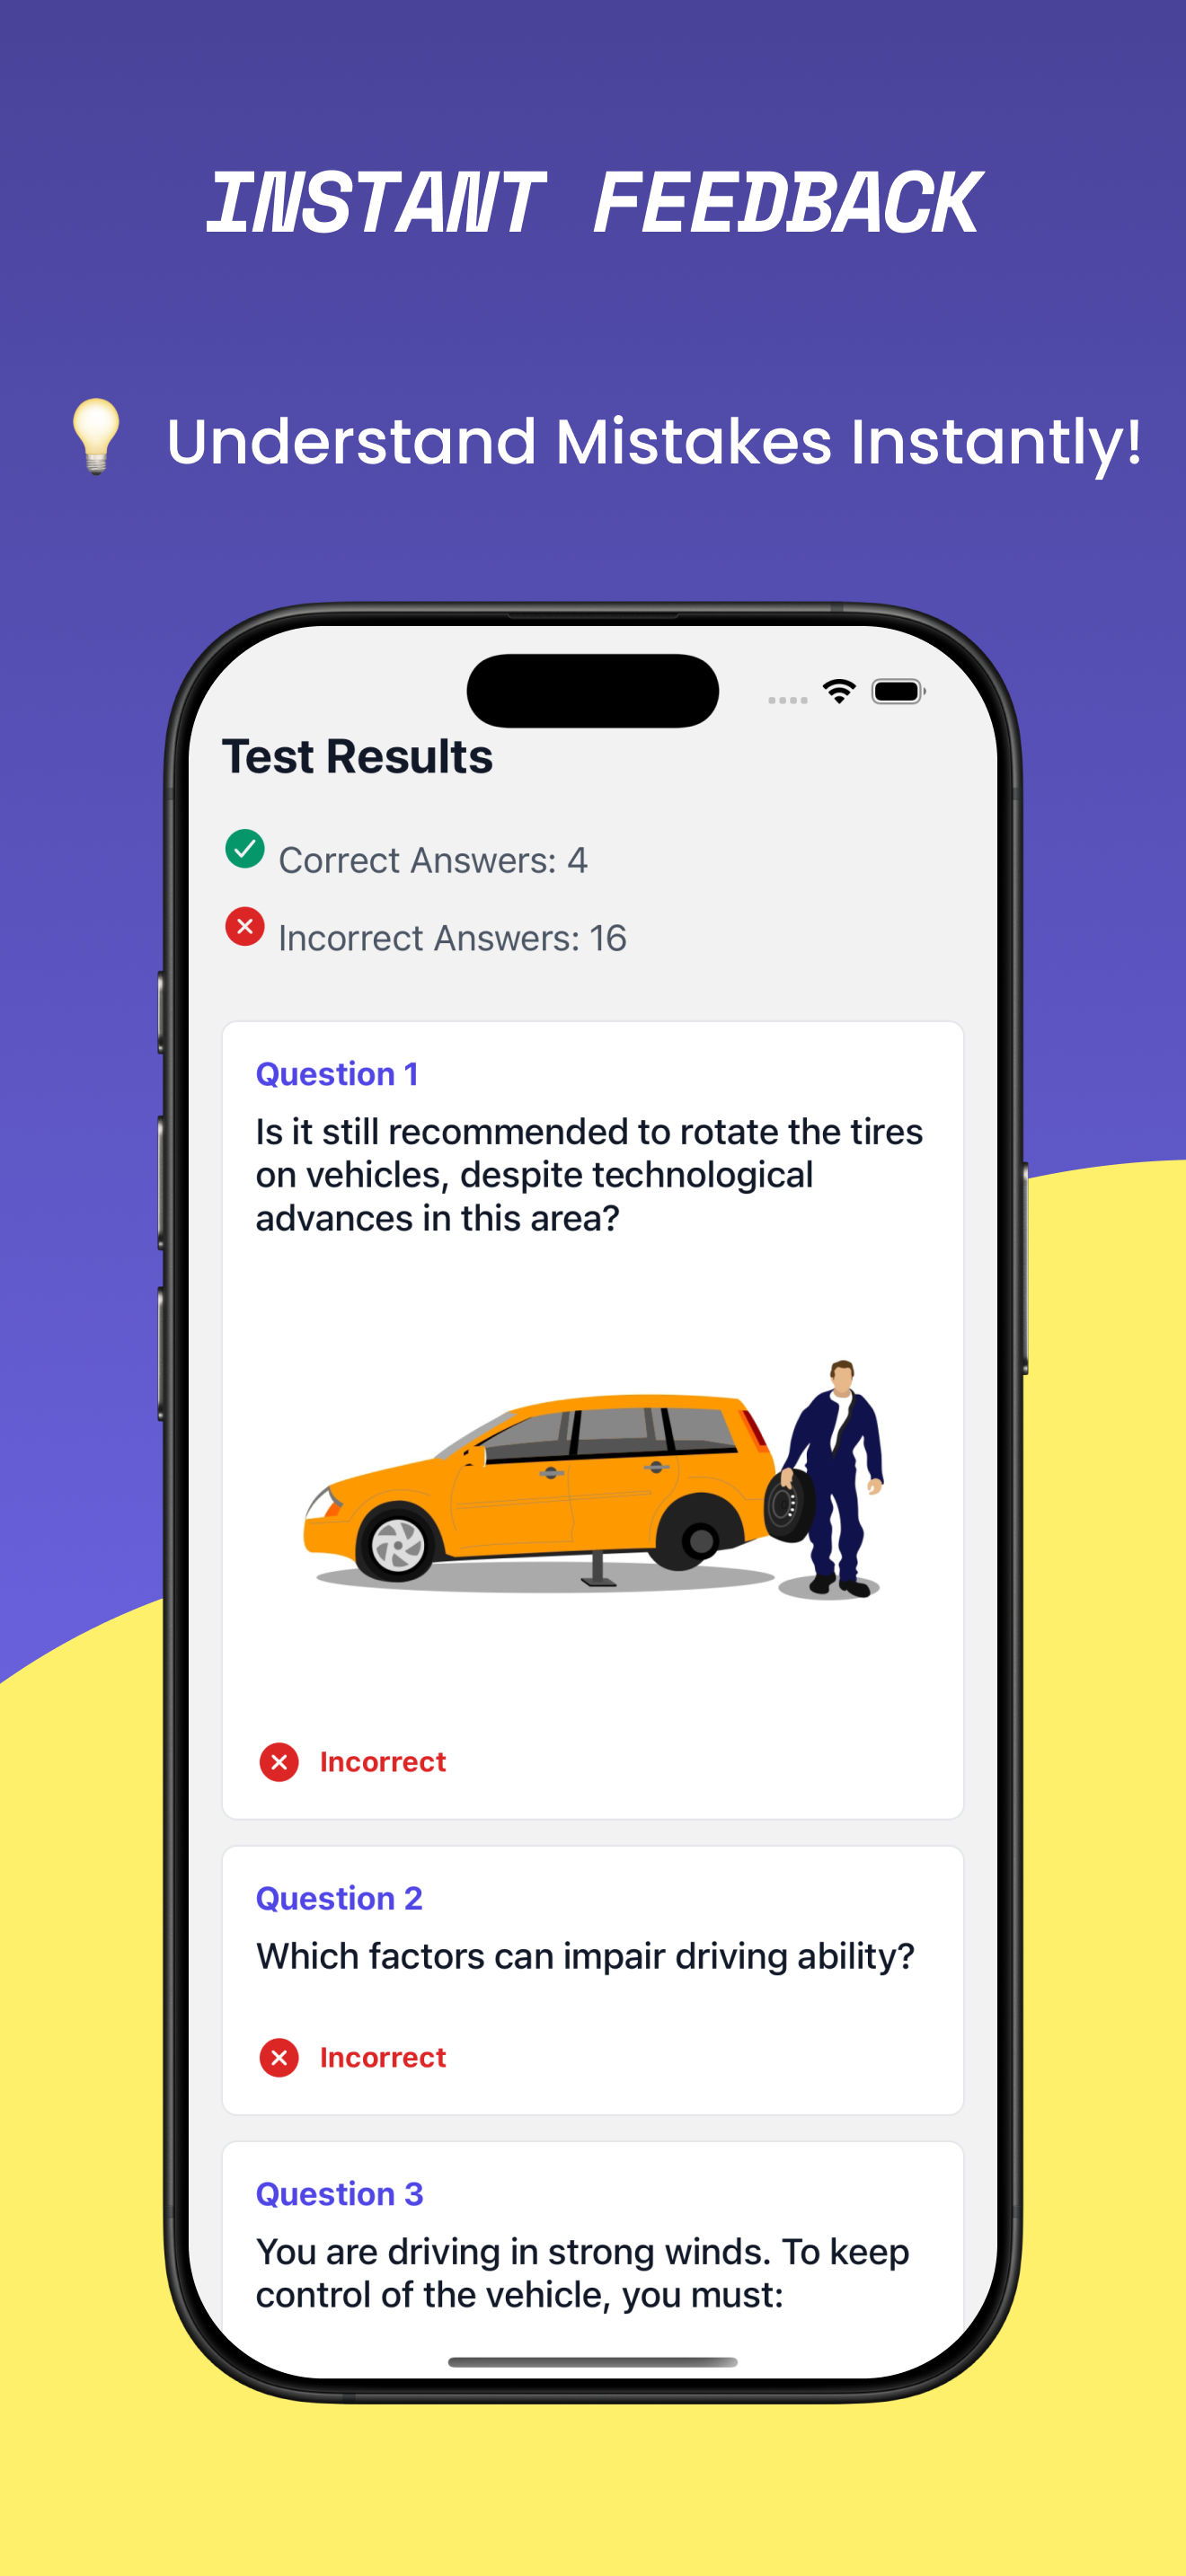 INSTANT FEEDBACK
💡 Understand Mistakes Instantly!
Test Results
Correct Answers: 4
Incorrect Answers: 16
Question 1
Is it still recommended to rotate the tires
on vehicles, despite technological
advances in this area?
Incorrect
Question 2
Which factors can impair driving ability?
Incorrect
Question 3
You are driving in strong winds. To keep
control of the vehicle, you must: